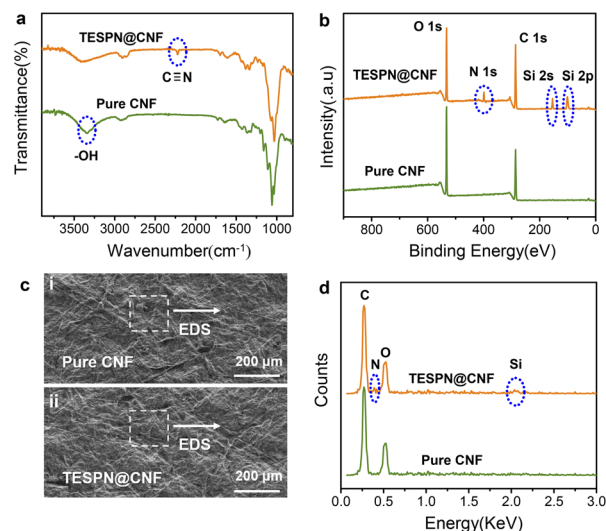 a
TESPN@CNF
C≡N
Pure CNF
-OH
Transmittance(%)
3500 3000 2500 2000 1500 1000
Wavenumber(cm⁻¹)
b
O 1s
C 1s
TESPN@CNF
N 1s
Si 2s
Si 2p
Pure CNF
Intensity(.a.u)
800 600 400 200 0
Binding Energy(eV)
c
i
EDS
Pure CNF
200 μm
ii
EDS
TESPN@CNF
200 μm
d
C
N
O
Si
TESPN@CNF
Pure CNF
Counts
0.0 0.5 1.0 1.5 2.0 2.5 3.0
Energy(KeV)